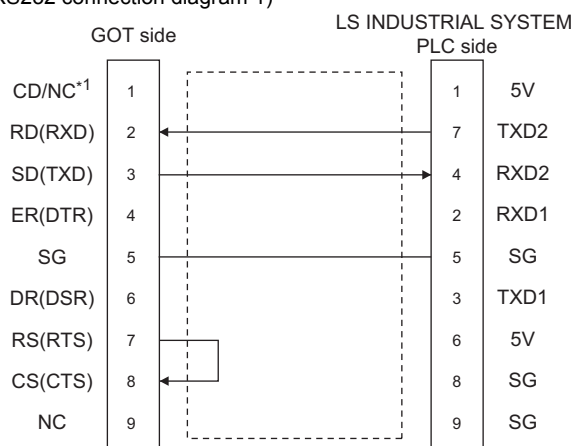 RS232 connection diagram 1)
GOT side
LS INDUSTRIAL SYSTEM
PLC side
CD/NC*1 1 1 5V
RD(RXD) 2 7 TXD2
SD(TXD) 3 4 RXD2
ER(DTR) 4 2 RXD1
SG 5 5 SG
DR(DSR) 6 3 TXD1
RS(RTS) 7 6 5V
CS(CTS) 8 8 SG
NC 9 9 SG